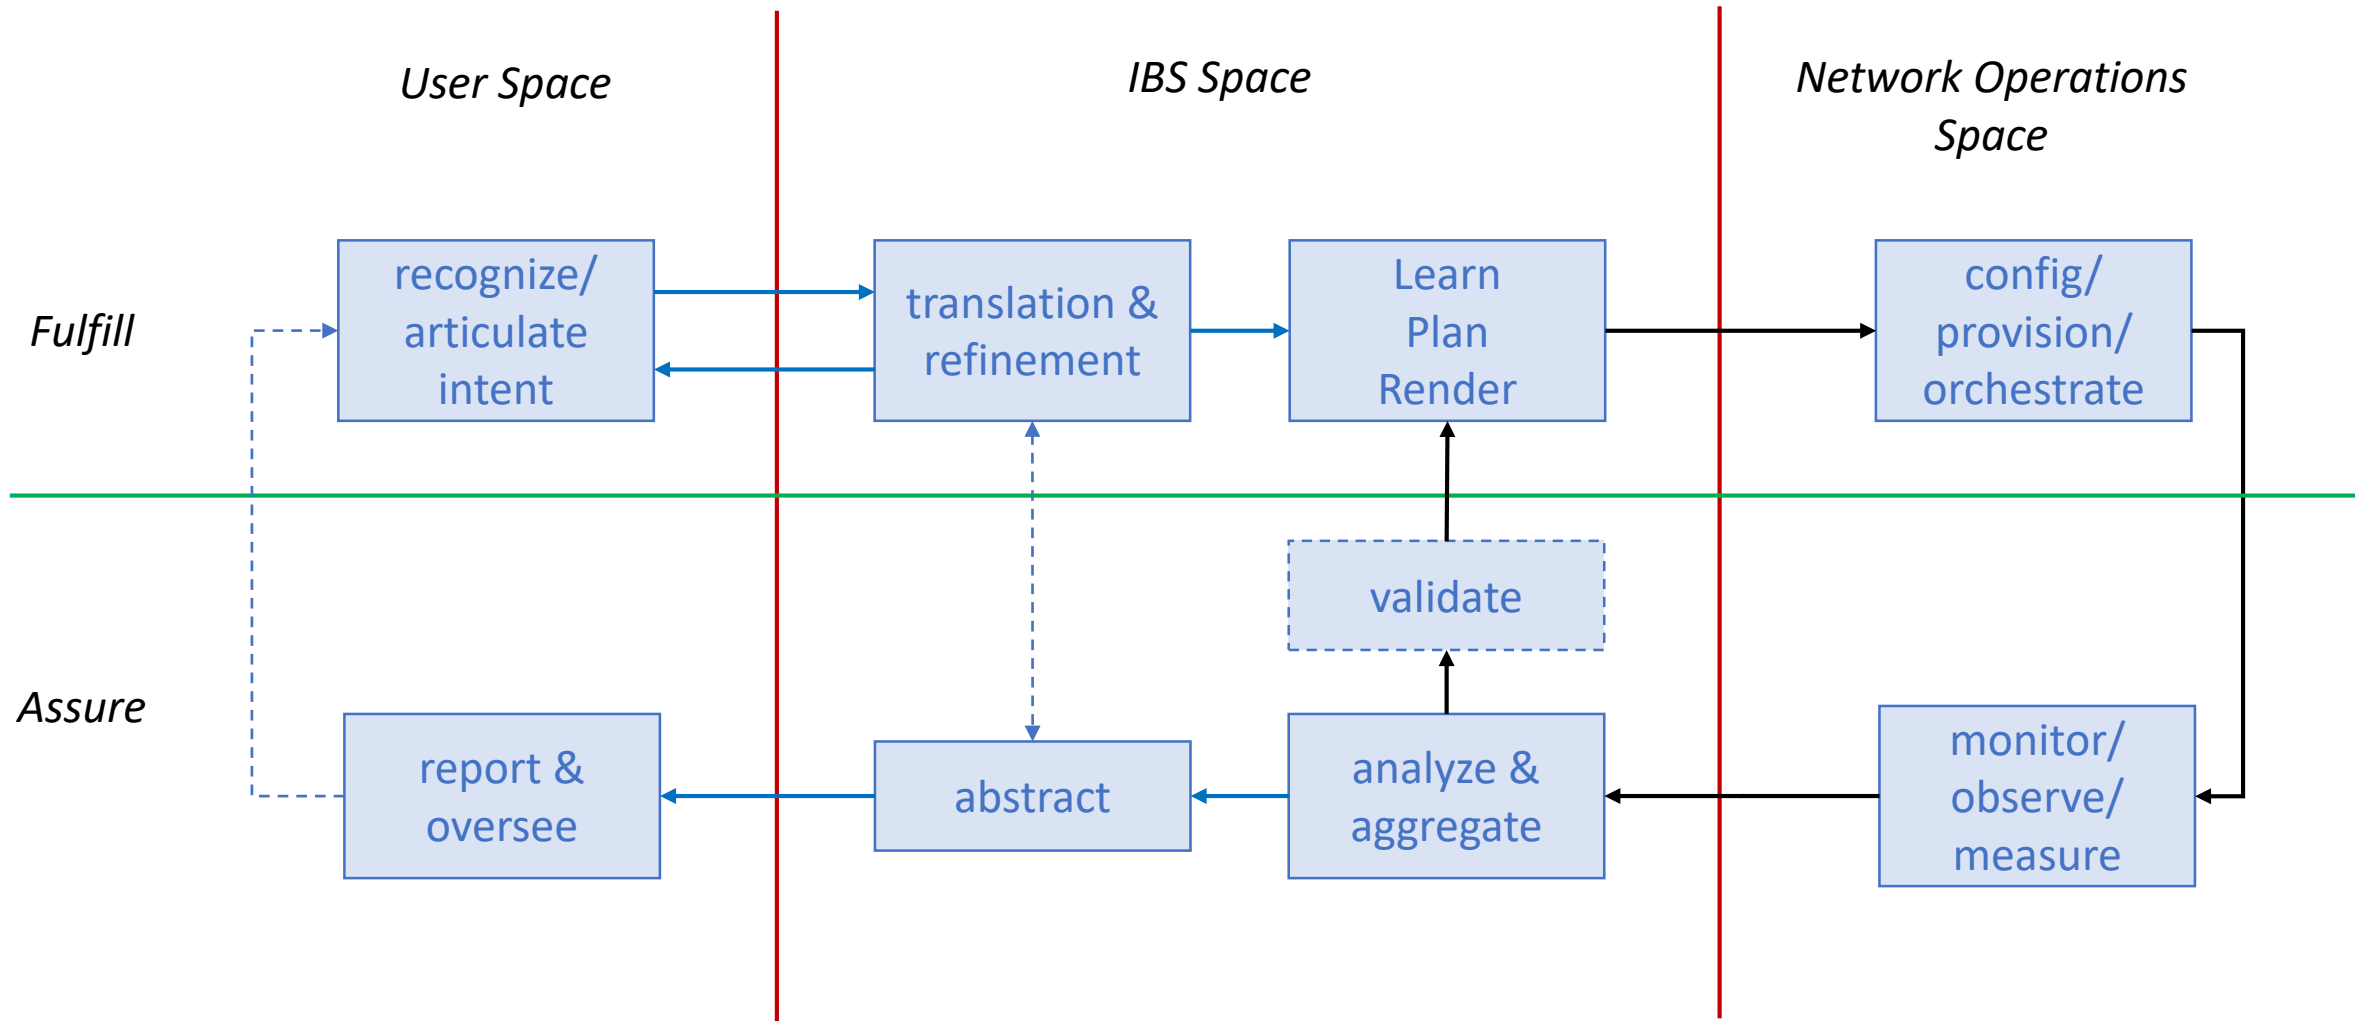 User Space
IBS Space
Network Operations
Space
Fulfill
recognize/
articulate
intent
translation &
refinement
Learn
Plan
Render
config/
provision/
orchestrate
validate
Assure
report &
oversee
abstract
analyze &
aggregate
monitor/
observe/
measure